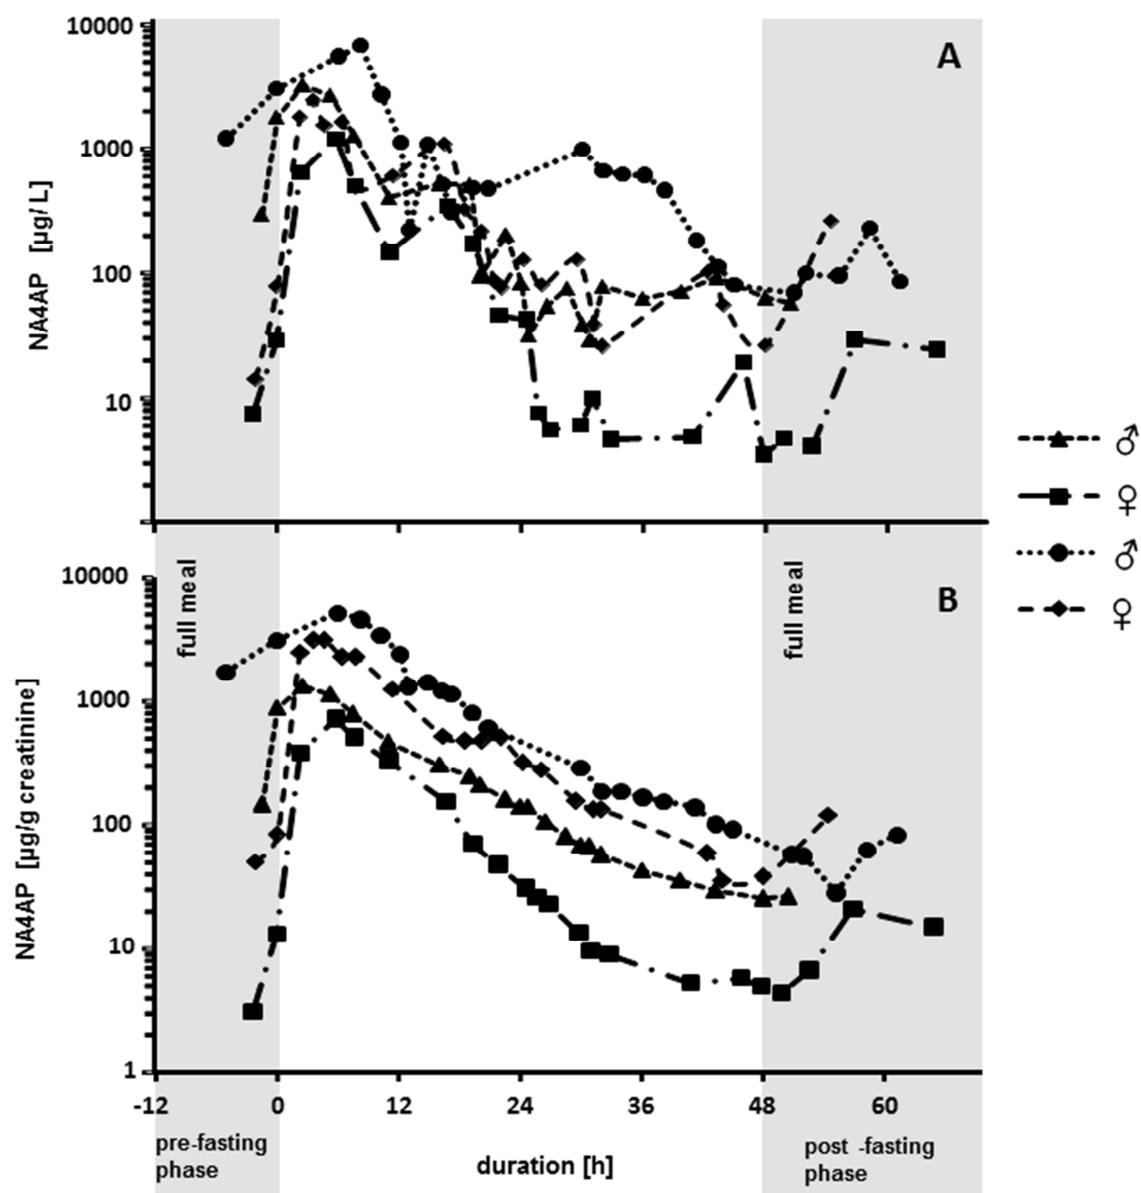 10000
1000
100
10
NA4AP [µg/L]
A
♂
♀
♂
♀
10000
1000
100
10
1
NA4AP [µg/g creatinine]
full meal
full meal
B
-12 0 12 24 36 48 60
pre-fasting
phase
duration [h]
post -fasting
phase